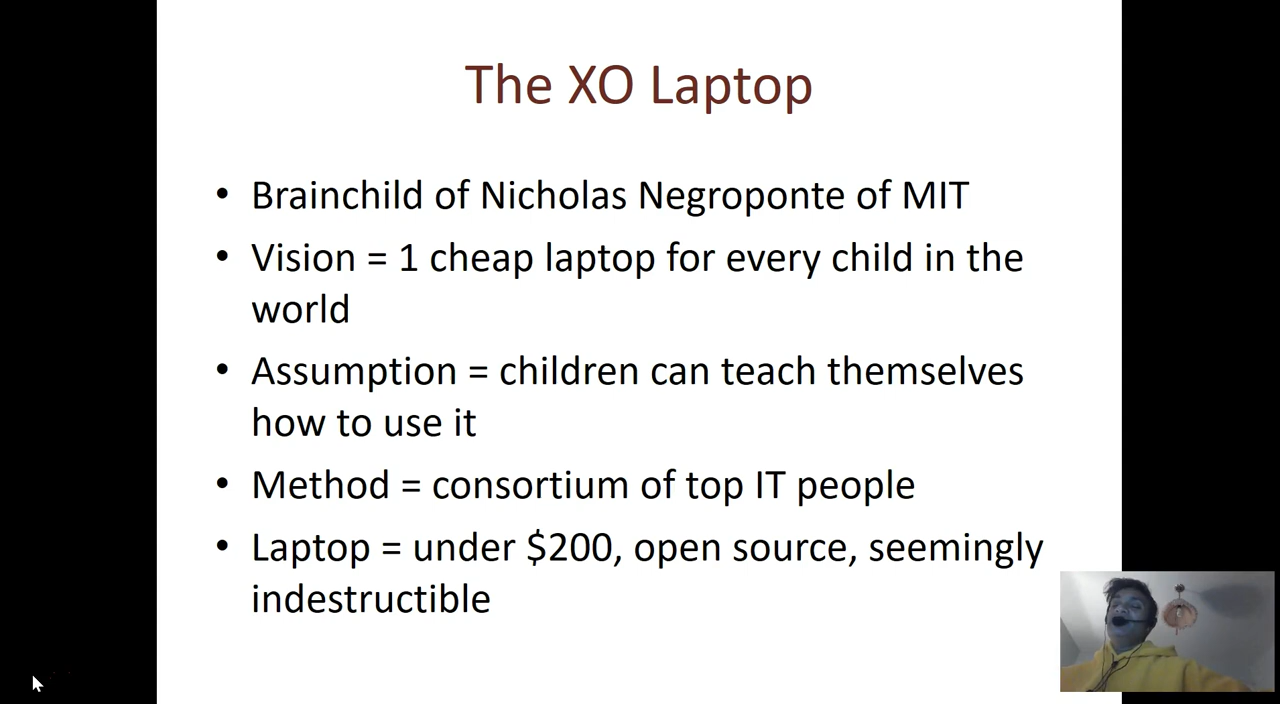 The XO Laptop
• Brainchild of Nicholas Negroponte of MIT
• Vision = 1 cheap laptop for every child in the
world
• Assumption = children can teach themselves
how to use it
• Method = consortium of top IT people
• Laptop = under $200, open source, seemingly
indestructible